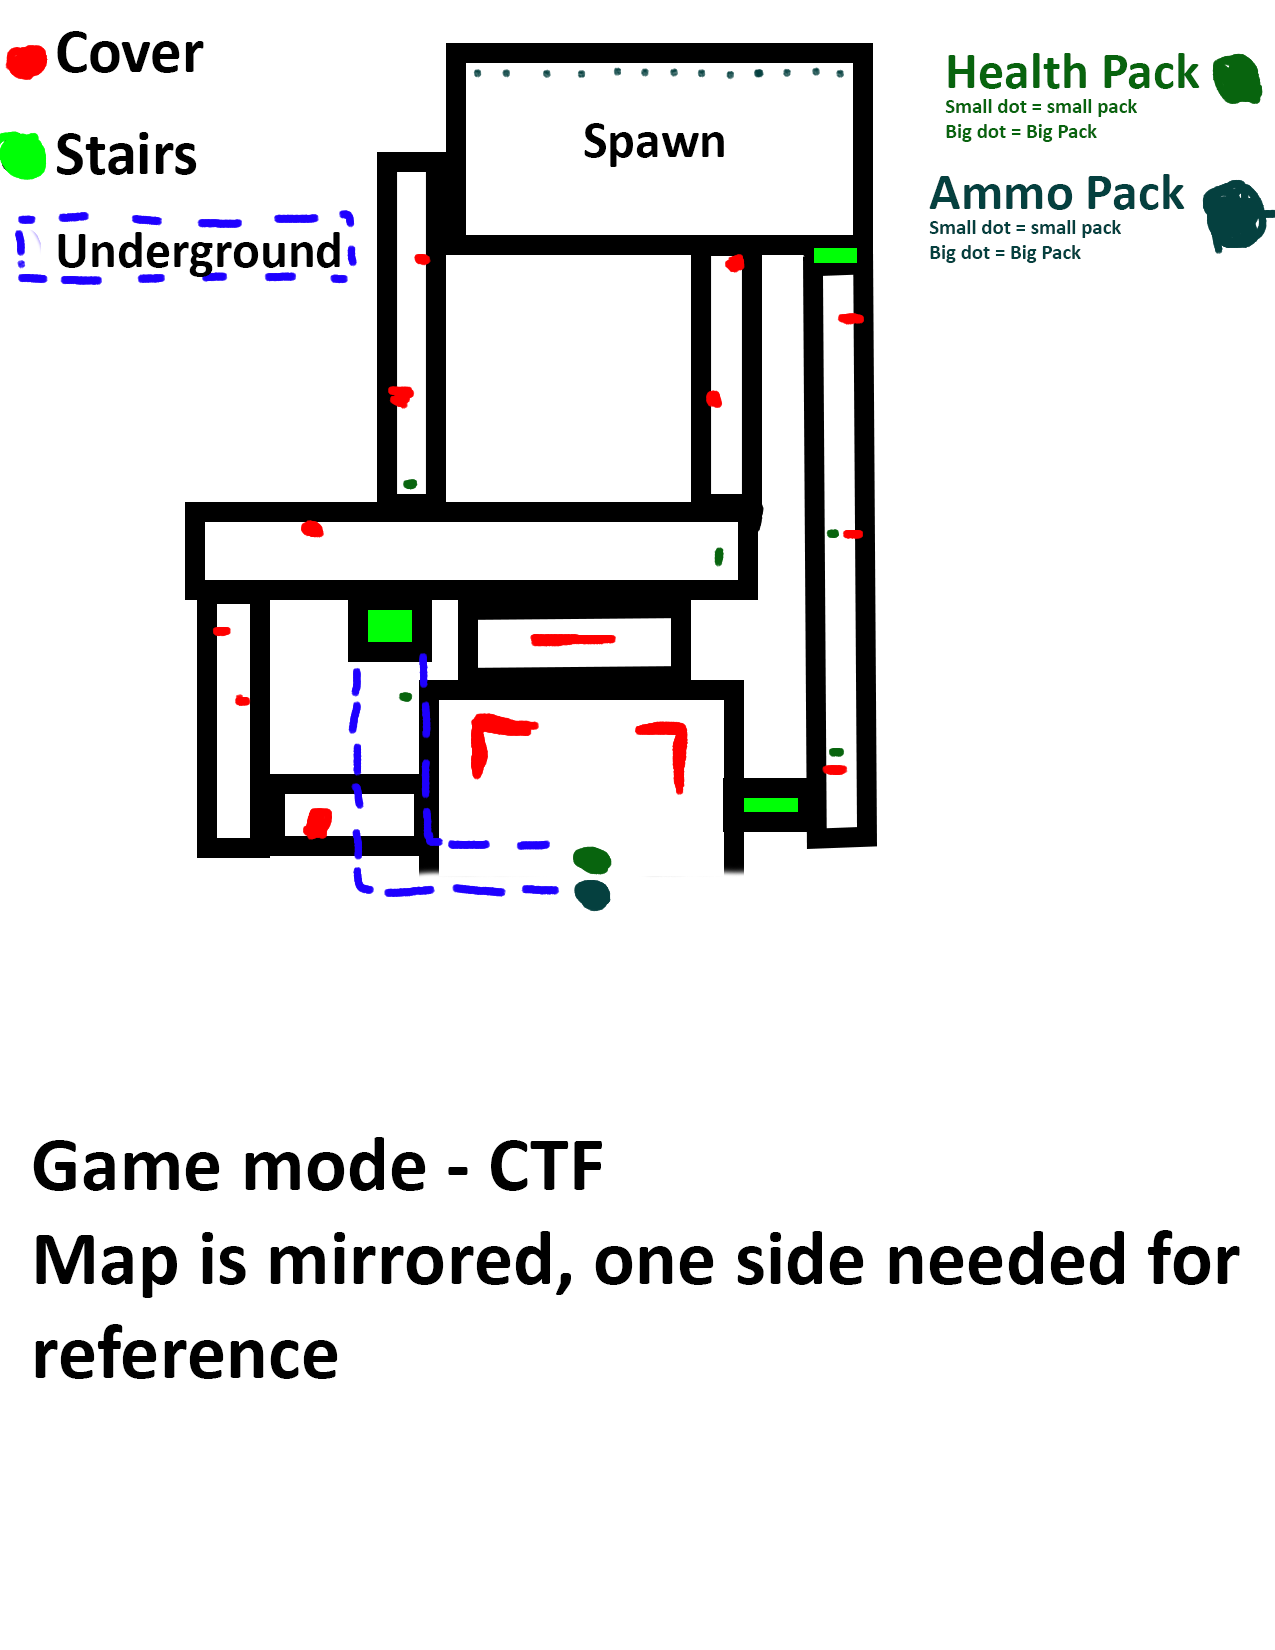 Cover
Health Pack
Small dot = small pack
Big dot = Big Pack
Spawn
Stairs
Ammo Pack
Small dot = small pack
Big dot = Big Pack
Underground
Game mode - CTF
Map is mirrored, one side needed for
reference